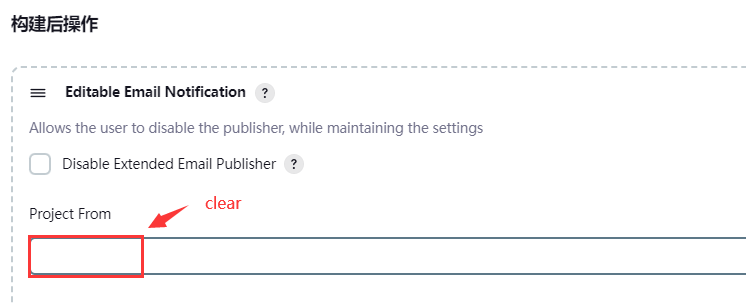 构建后操作
Editable Email Notification ?
Allows the user to disable the publisher, while maintaining the settings
Disable Extended Email Publisher ?
clear
Project From